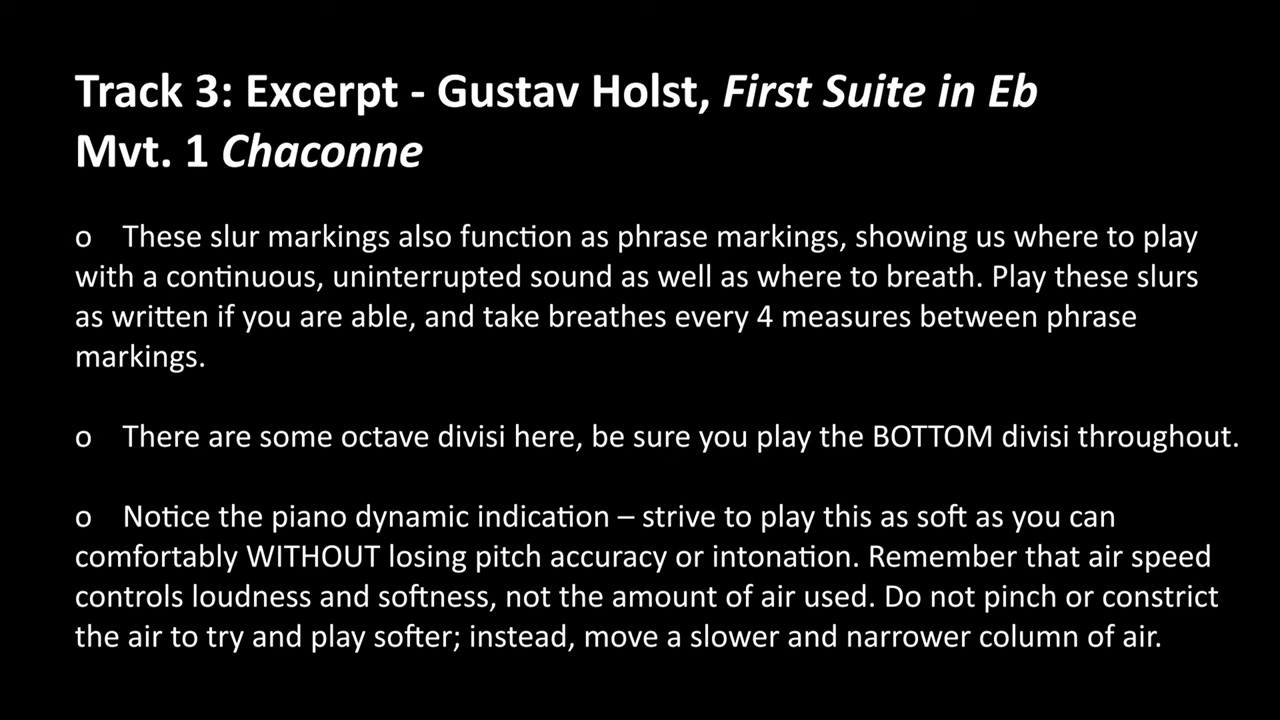 Track 3: Excerpt - Gustav Holst, First Suite in Eb
Mvt. 1 Chaconne
o These slur markings also function as phrase markings, showing us where to play
with a continuous, uninterrupted sound as well as where to breath. Play these slurs
as written if you are able, and take breathes every 4 measures between phrase
markings.
o There are some octave divisi here, be sure you play the BOTTOM divisi throughout.
o Notice the piano dynamic indication – strive to play this as soft as you can
comfortably WITHOUT losing pitch accuracy or intonation. Remember that air speed
controls loudness and softness, not the amount of air used. Do not pinch or constrict
the air to try and play softer; instead, move a slower and narrower column of air.